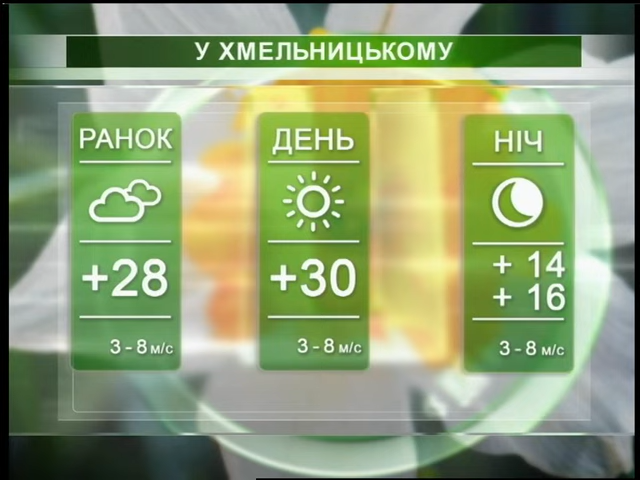 У ХМЕЛЬНИЦЬКОМУ
РАНОК
+28
3 - 8 м/с
ДЕНЬ
+30
3 - 8 м/с
НІЧ
+ 14
+ 16
3 - 8 м/с